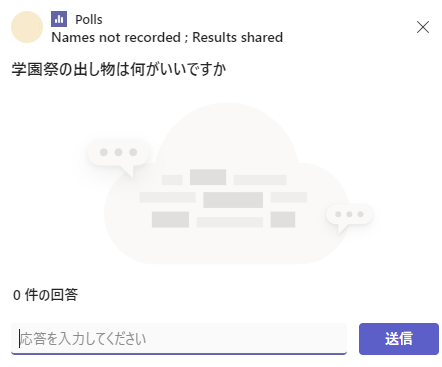 Polls
Names not recorded ; Results shared
学園祭の出し物は何がいいですか
0 件の回答
応答を入力してください
送信